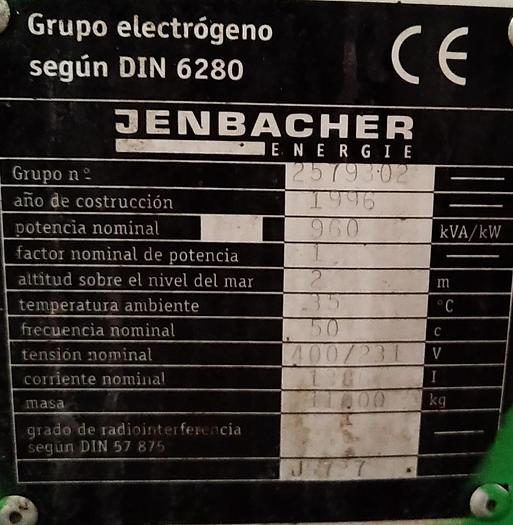 Grupo electrógeno
según DIN 6280
CE
JENBACHER
ENERGIE
Grupo nº 2579302
año de costrucción 1996
potencia nominal 960 kVA/kW
factor nominal de potencia 1
altitud sobre el nivel del mar 2 m
temperatura ambiente 35 °C
frecuencia nominal 50 c
tensión nominal 400/231 V
corriente nominal I
masa kg
grado de radiointerferencia
según DIN 57 875